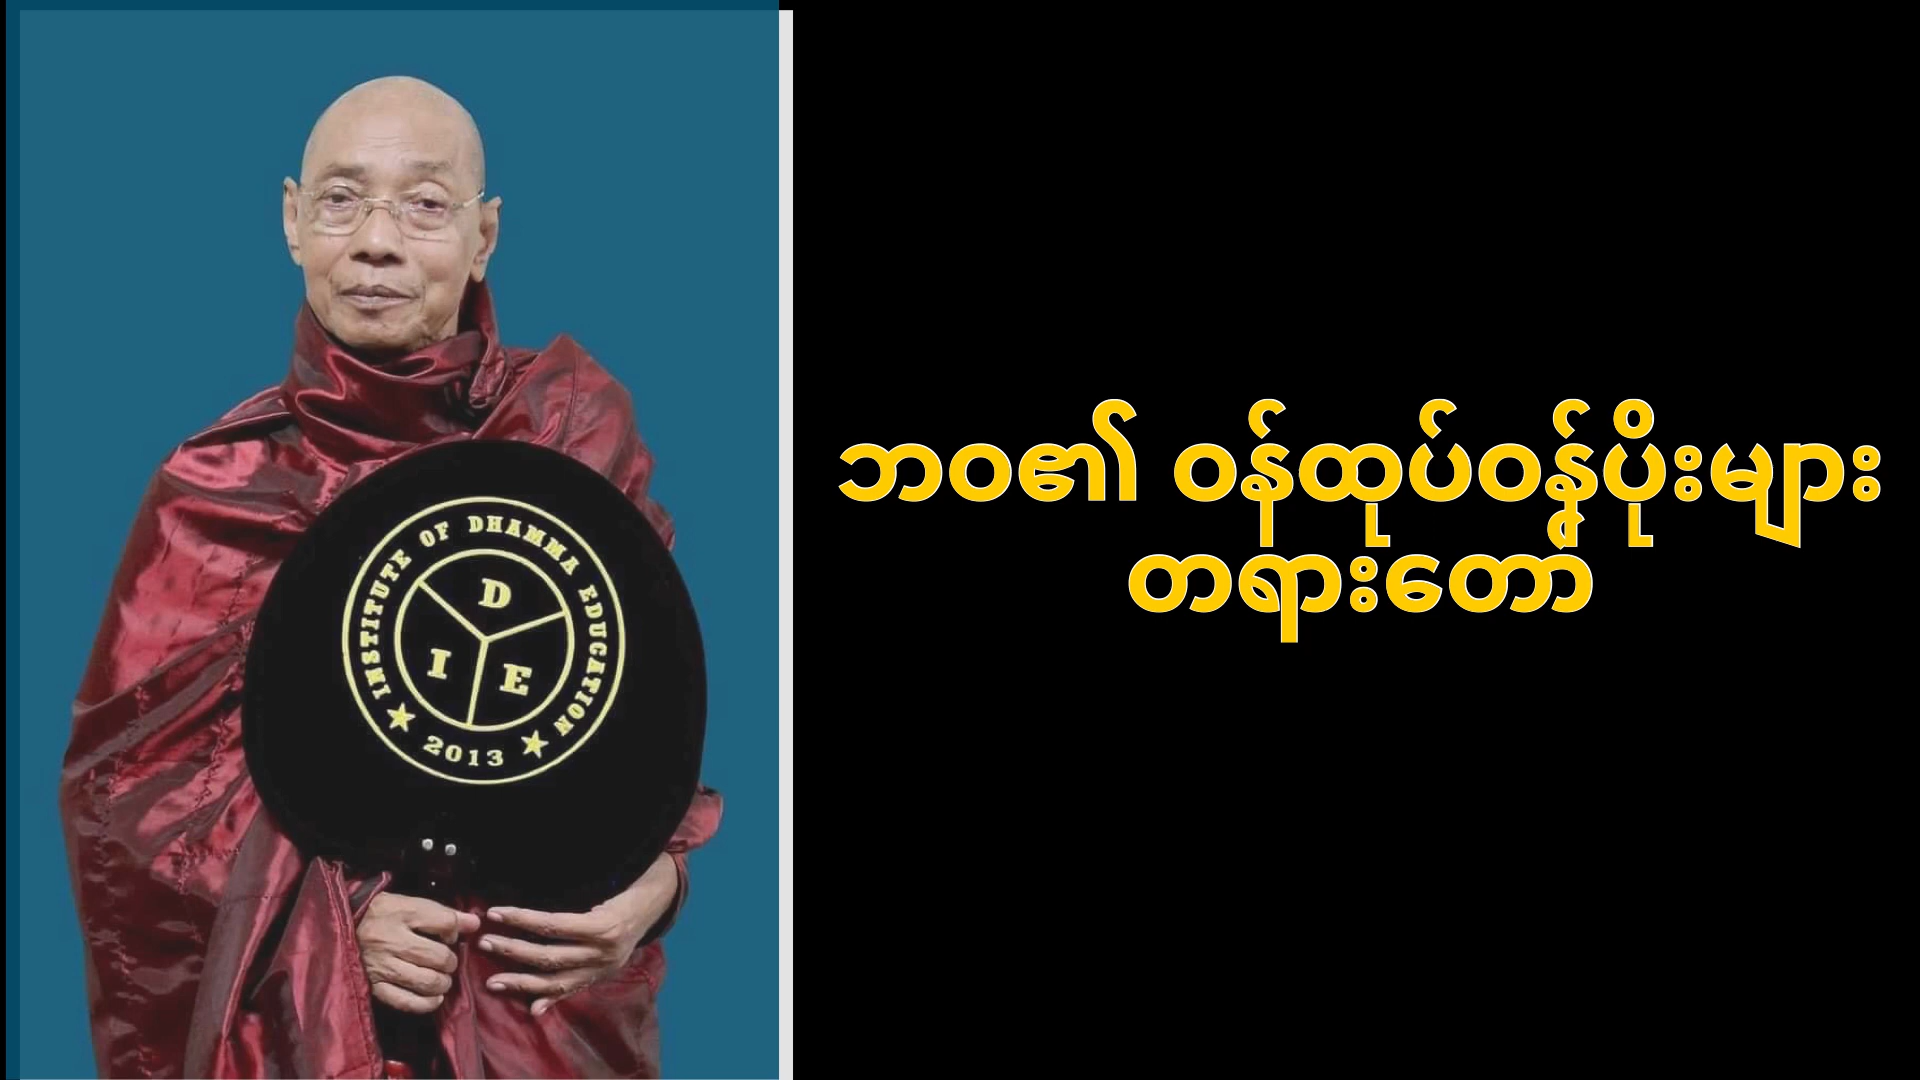 INSTITUTE OF DHAMMA EDUCATION
D
I E
★ 2013 ★
ဘဝ၏ ဝန်ထုပ်ဝန်ပိုးများ
တရားတော်